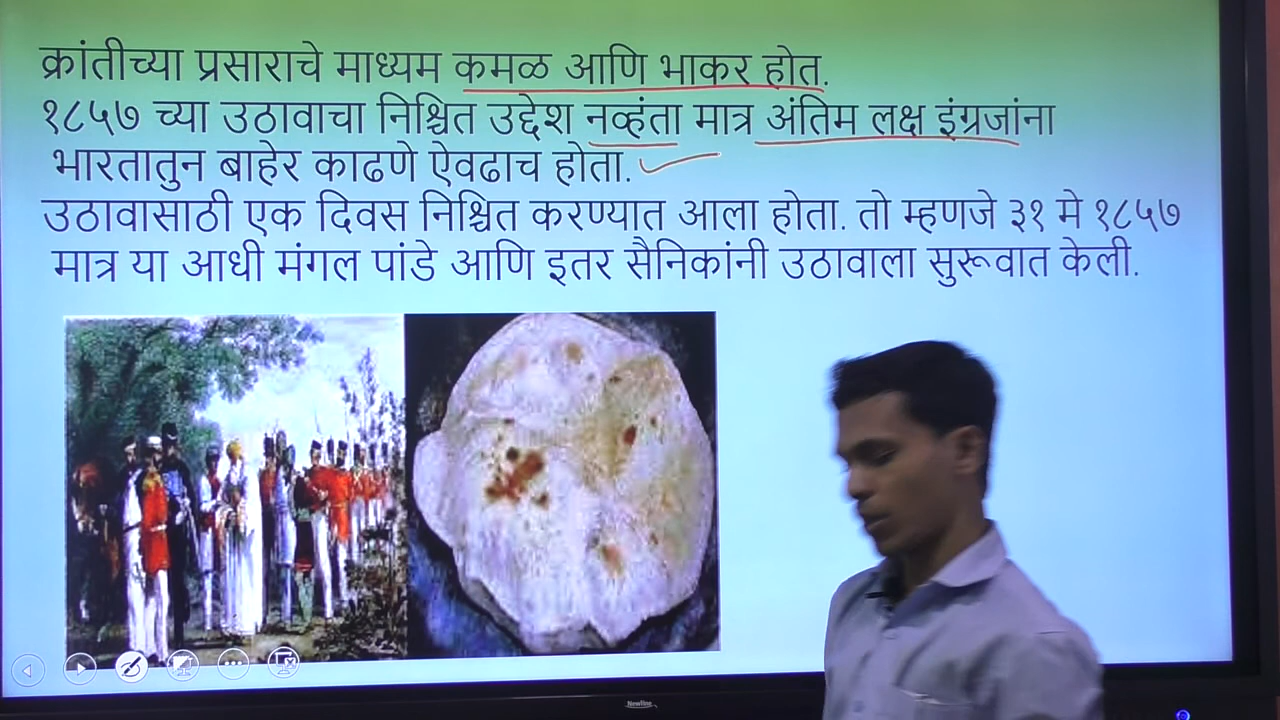 क्रांतीच्या प्रसाराचे माध्यम कमळ आणि भाकर होत.
१८५७ च्या उठावाचा निश्चित उद्देश नव्हंता मात्र अंतिम लक्ष इंग्रजांना
भारतातुन बाहेर काढणे ऐवढाच होता.
उठावासाठी एक दिवस निश्चित करण्यात आला होता. तो म्हणजे ३१ मे १८५७
मात्र या आधी मंगल पांडे आणि इतर सैनिकांनी उठावाला सुरूवात केली.
Newline